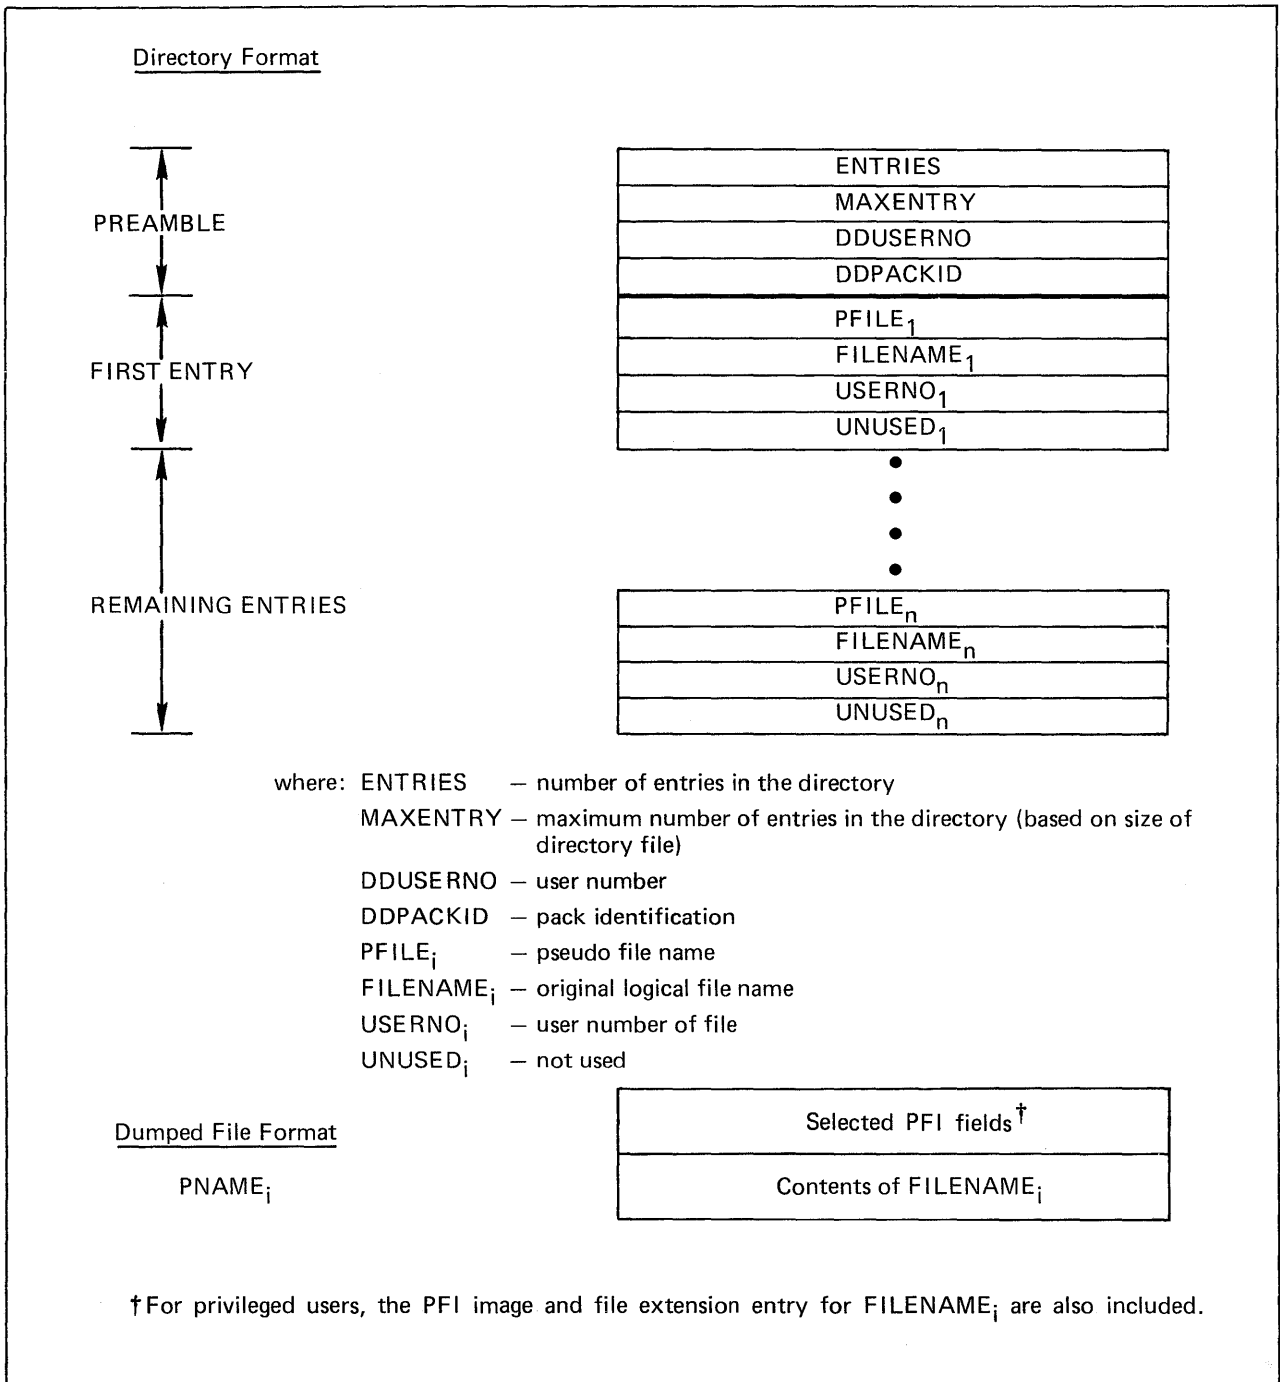 Directory Format
PREAMBLE
ENTRIES
MAXENTRY
DDUSERNO
DDPACKID
FIRST ENTRY
PFILE1
FILENAME1
USERNO1
UNUSED1
REMAINING ENTRIES
PFILEn
FILENAMEn
USERNOn
UNUSEDn
where: ENTRIES — number of entries in the directory
MAXENTRY — maximum number of entries in the directory (based on size of
directory file)
DDUSERNO — user number
DDPACKID — pack identification
PFILEi — pseudo file name
FILENAMEi — original logical file name
USERNOi — user number of file
UNUSEDi — not used
Dumped File Format
Selected PFI fields†
PNAMEi
Contents of FILENAMEi
†For privileged users, the PFI image and file extension entry for FILENAMEi are also included.